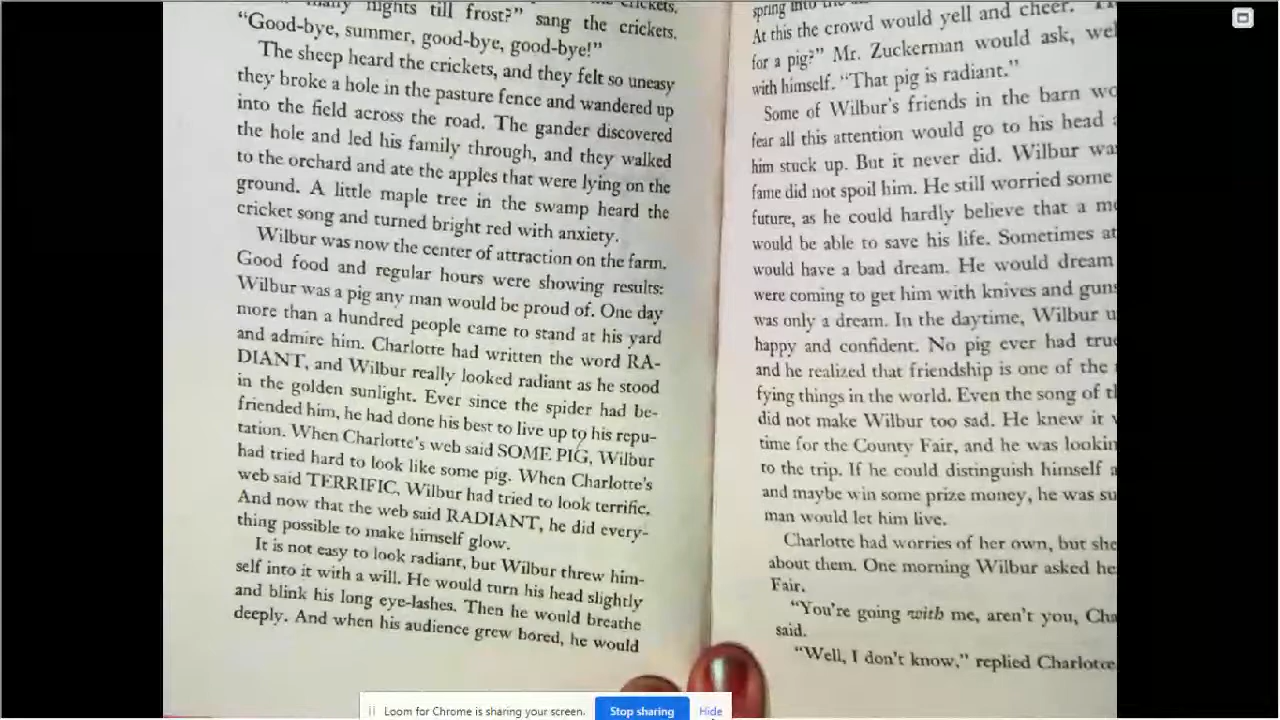 many nights till frost?" sang the crickets.
"Good-bye, summer, good-bye, good-bye!"
The sheep heard the crickets, and they felt so uneasy
they broke a hole in the pasture fence and wandered up
into the field across the road. The gander discovered
the hole and led his family through, and they walked
to the orchard and ate the apples that were lying on the
ground. A little maple tree in the swamp heard the
cricket song and turned bright red with anxiety.
Wilbur was now the center of attraction on the farm.
Good food and regular hours were showing results:
Wilbur was a pig any man would be proud of. One day
more than a hundred people came to stand at his yard
and admire him. Charlotte had written the word RA-
DIANT, and Wilbur really looked radiant as he stood
in the golden sunlight. Ever since the spider had be-
friended him, he had done his best to live up to his repu-
tation. When Charlotte's web said SOME PIG, Wilbur
had tried hard to look like some pig. When Charlotte's
web said TERRIFIC, Wilbur had tried to look terrific.
And now that the web said RADIANT, he did every-
thing possible to make himself glow.
It is not easy to look radiant, but Wilbur threw him-
self into it with a will. He would turn his head slightly
and blink his long eye-lashes. Then he would breathe
deeply. And when his audience grew bored, he would
spring into
At this the crowd would yell and cheer.
for a pig?" Mr. Zuckerman would ask,
with himself. "That pig is radiant."
Some of Wilbur's friends in the barn
fear all this attention would go to his head
him stuck up. But it never did. Wilbur
fame did not spoil him. He still worried some
future, as he could hardly believe that a
would be able to save his life. Sometimes at
would have a bad dream. He would dream
were coming to get him with knives and guns
was only a dream. In the daytime, Wilbur
happy and confident. No pig ever had
and he realized that friendship is one of the
fying things in the world. Even the song of
did not make Wilbur too sad. He knew it
time for the County Fair, and he was
to the trip. If he could distinguish himself
and maybe win some prize money, he was
man would let him live.
Charlotte had worries of her own, but she
about them. One morning Wilbur asked
Fair.
"You're going with me, aren't you,
said.
"Well, I don't know," replied Charlotte
Loom for Chrome is sharing your screen. Stop sharing Hide